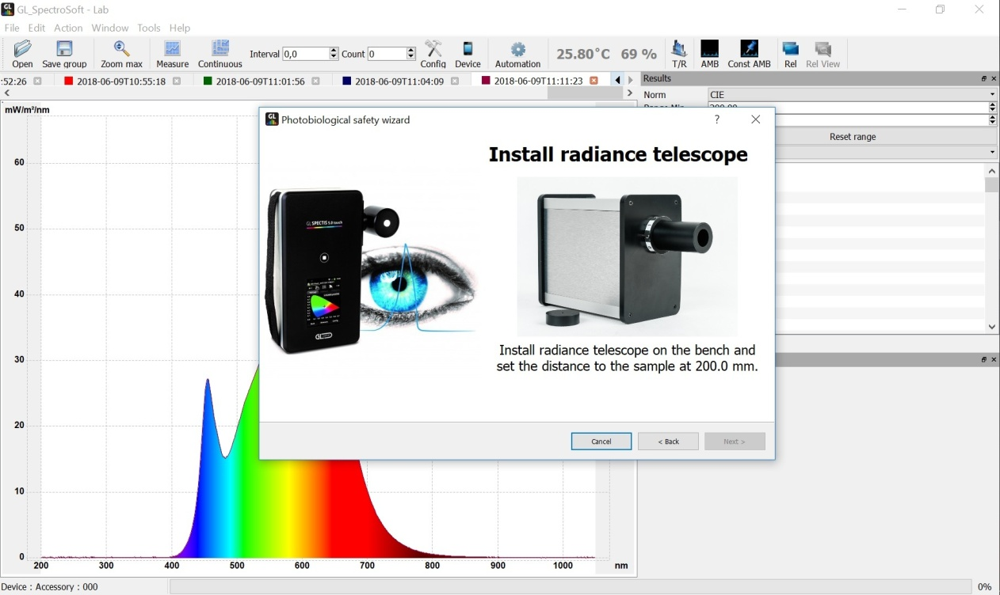 GL_SpectroSoft - Lab
File Edit Action Window Tools Help
Open Save group Zoom max Measure Continuous Interval 0,0 Count 0 Config Device Automation 25.80°C 69 % T/R AMB Const AMB Rel Rel View
:52:26 2018-06-09T10:55:18 2018-06-09T11:01:56 2018-06-09T11:04:09 2018-06-09T11:11:23
Results
Norm CIE
Reset range
mW/m²/nm
60
50
40
30
20
10
0
200 300 400 500 600 700 800 900 1000 nm
GL Photobiological safety wizard ?
Install radiance telescope
GL SPECTIS 5.0 touch
GL
Install radiance telescope on the bench and
set the distance to the sample at 200.0 mm.
Cancel < Back Next >
Device : Accessory : 000 0%